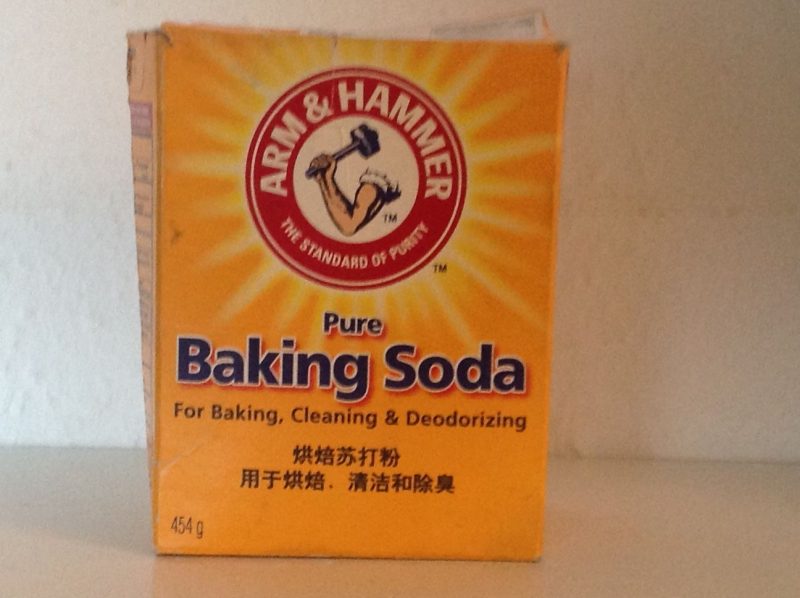 ARM & HAMMER
THE STANDARD OF PURITY
TM
TM
Pure
Baking Soda
For Baking, Cleaning & Deodorizing
烘焙苏打粉
用于烘焙﹑清洁和除臭
454 g